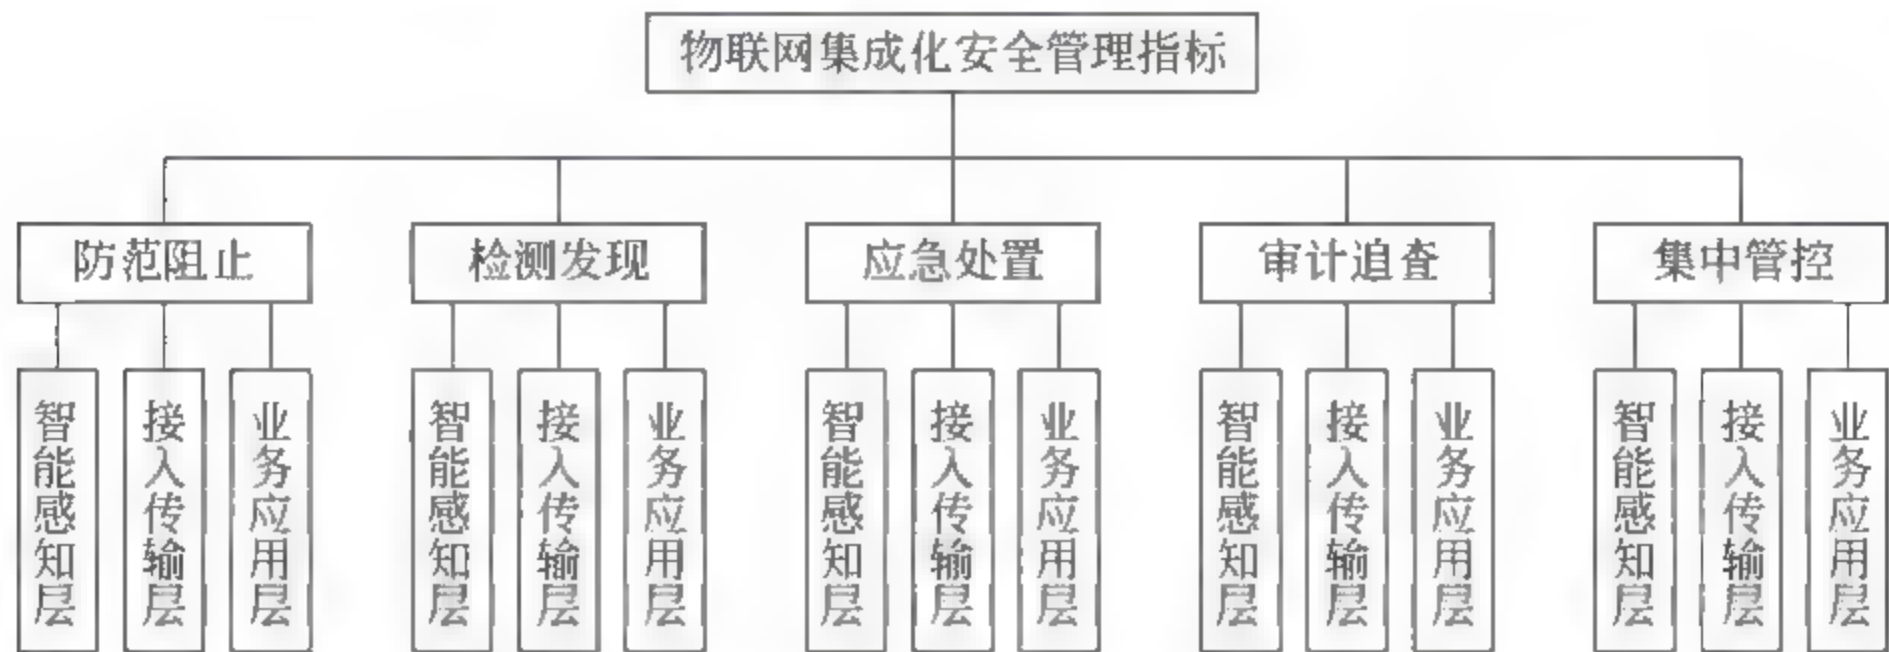 物联网集成化安全管理指标
防范阻止
检测发现
应急处置
审计追查
集中管控
智能感知层
接入传输层
业务应用层
智能感知层
接入传输层
业务应用层
智能感知层
接入传输层
业务应用层
智能感知层
接入传输层
业务应用层
智能感知层
接入传输层
业务应用层